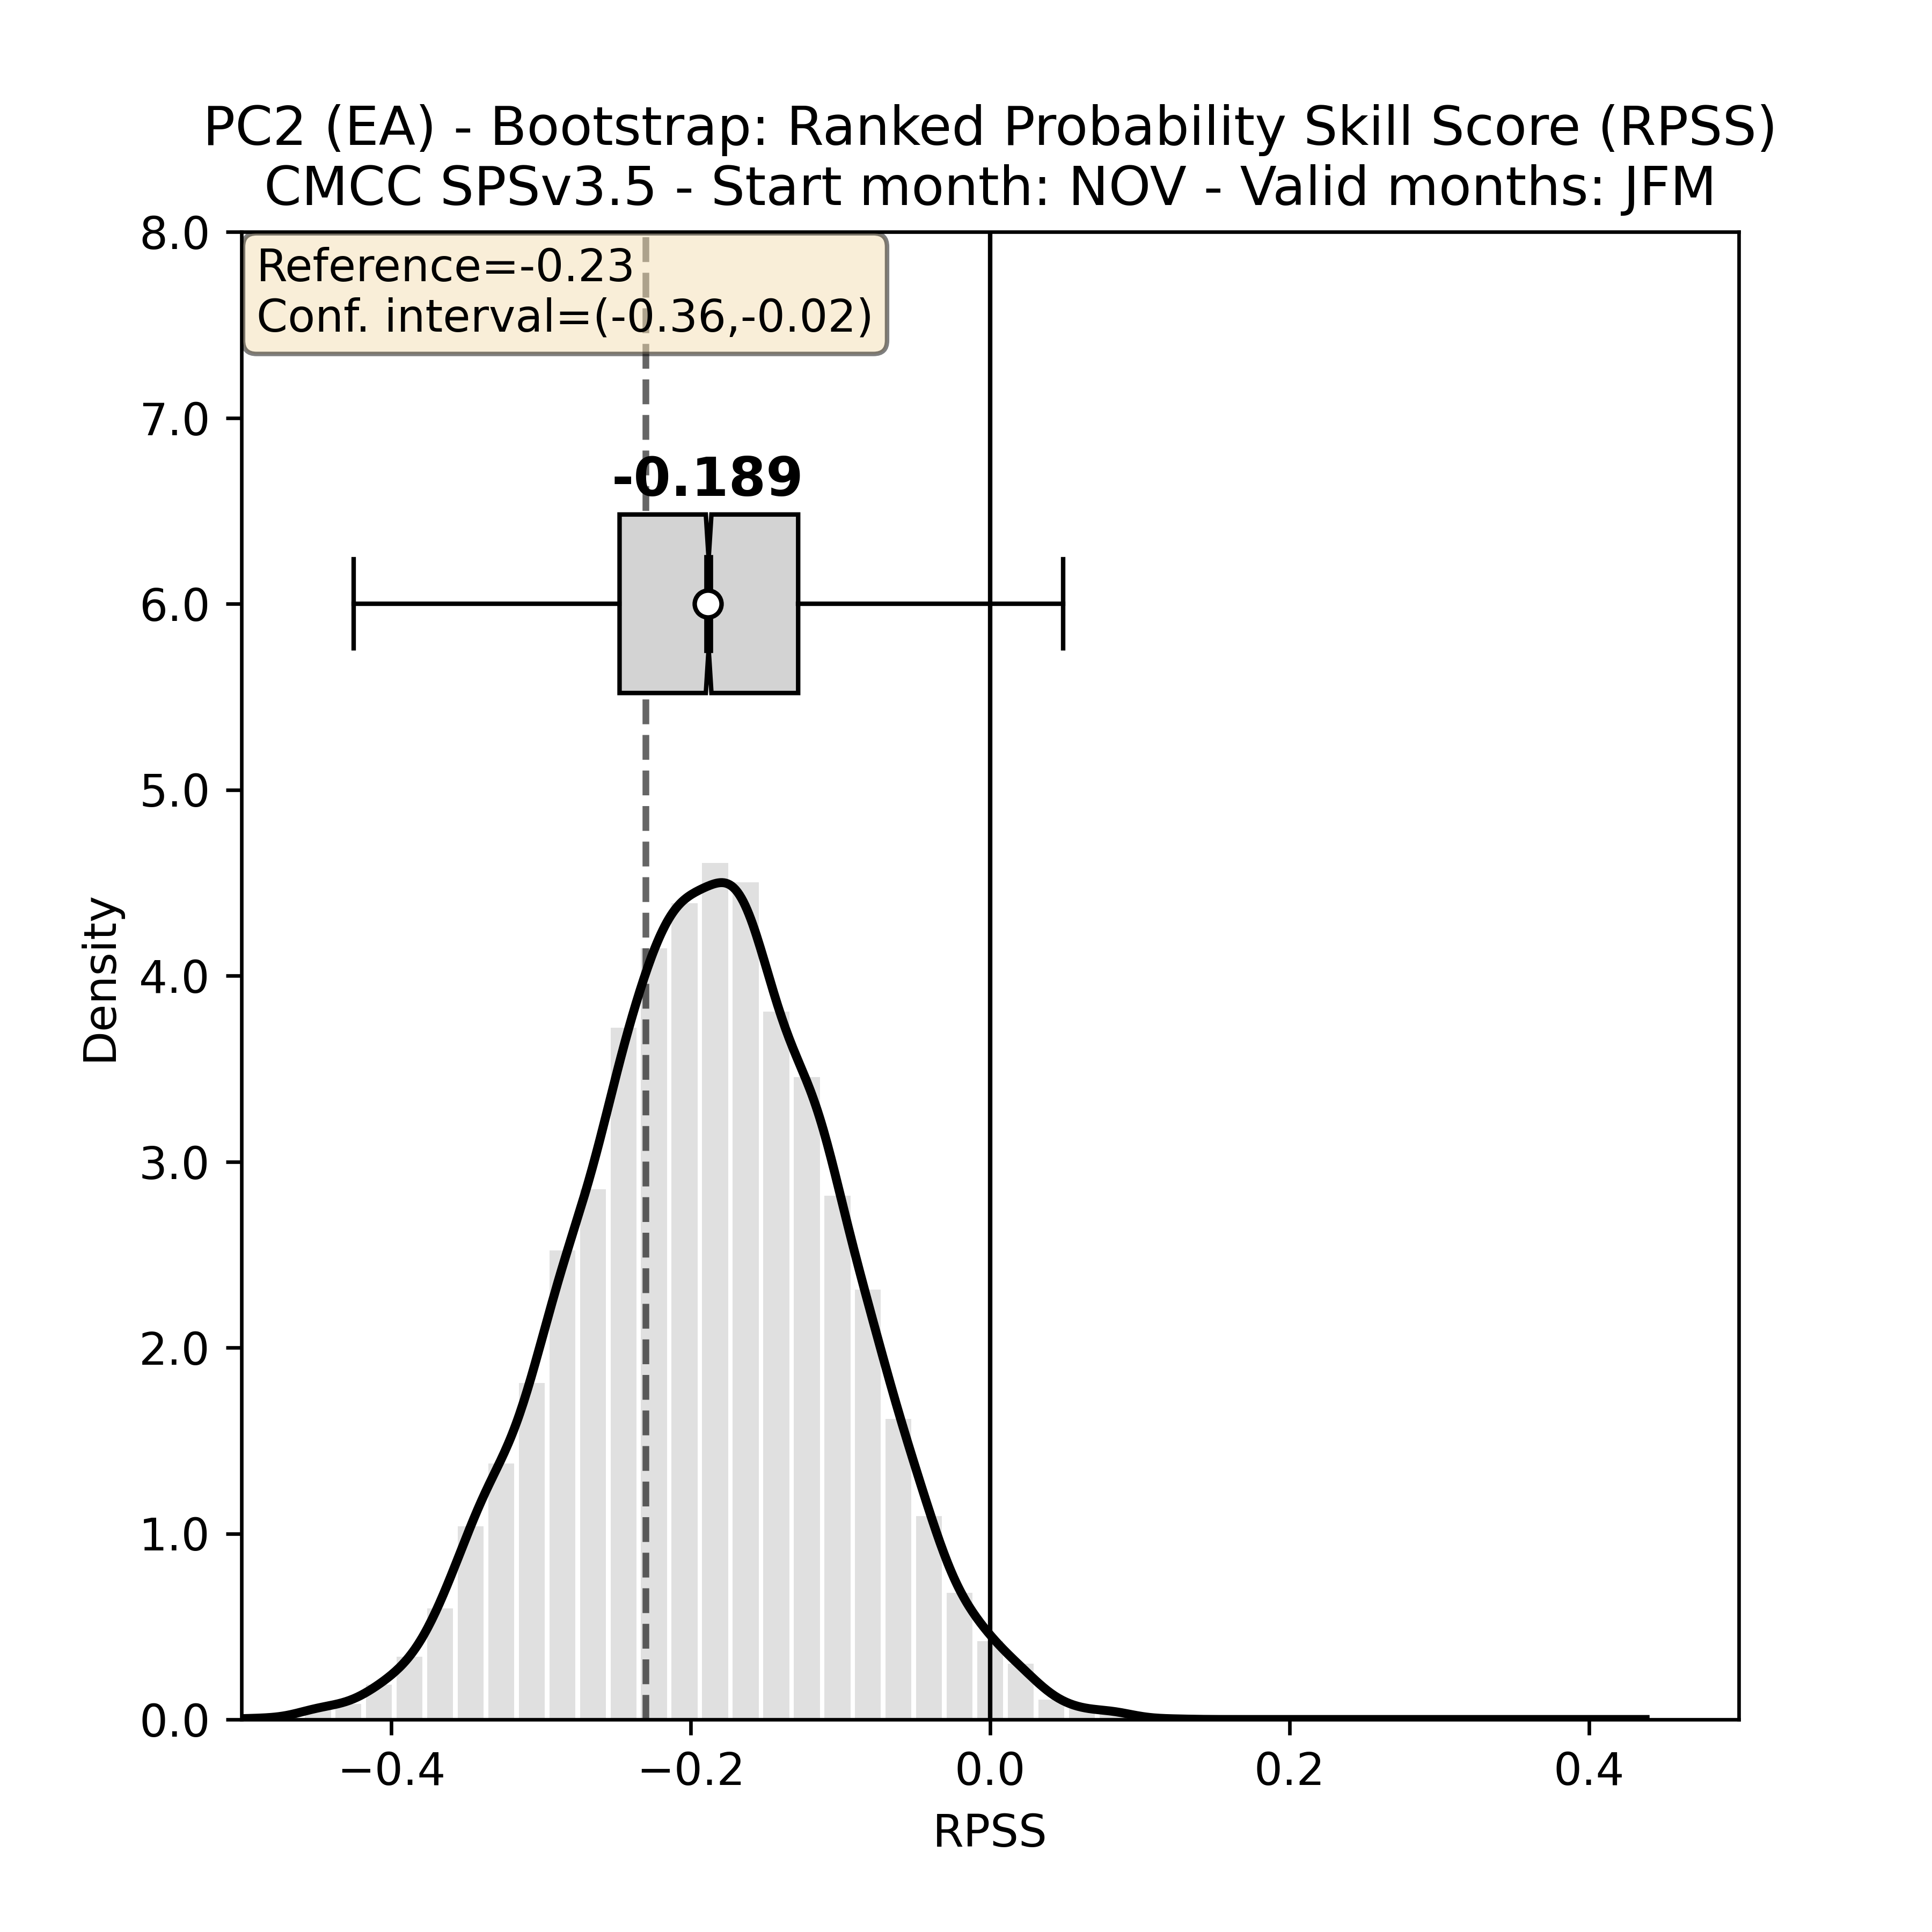 PC2 (EA) - Bootstrap: Ranked Probability Skill Score (RPSS)
CMCC SPSv3.5 - Start month: NOV - Valid months: JFM
Reference=-0.23
Conf. interval=(-0.36,-0.02)
8.0
7.0
6.0
5.0
4.0
3.0
2.0
1.0
0.0
Density
-0.189
−0.4
−0.2
0.0
0.2
0.4
RPSS